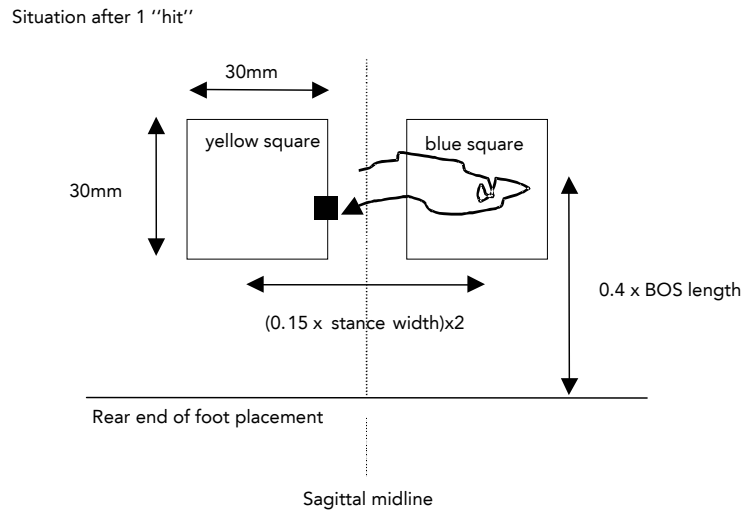 Situation after 1 ''hit''
30mm
yellow square
blue square
30mm
0.4 x BOS length
(0.15 x stance width)x2
Rear end of foot placement
Sagittal midline